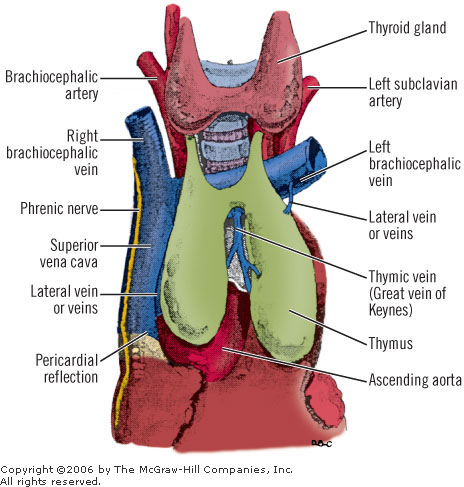 Thyroid gland
Brachiocephalic
artery
Left subclavian
artery
Right
brachiocephalic
vein
Left
brachiocephalic
vein
Phrenic nerve
Lateral vein
or veins
Superior
vena cava
Thymic vein
(Great vein of
Keynes)
Lateral vein
or veins
Thymus
Pericardial
reflection
Ascending aorta
B-B-C
Copyright ©2006 by The McGraw-Hill Companies, Inc.
All rights reserved.